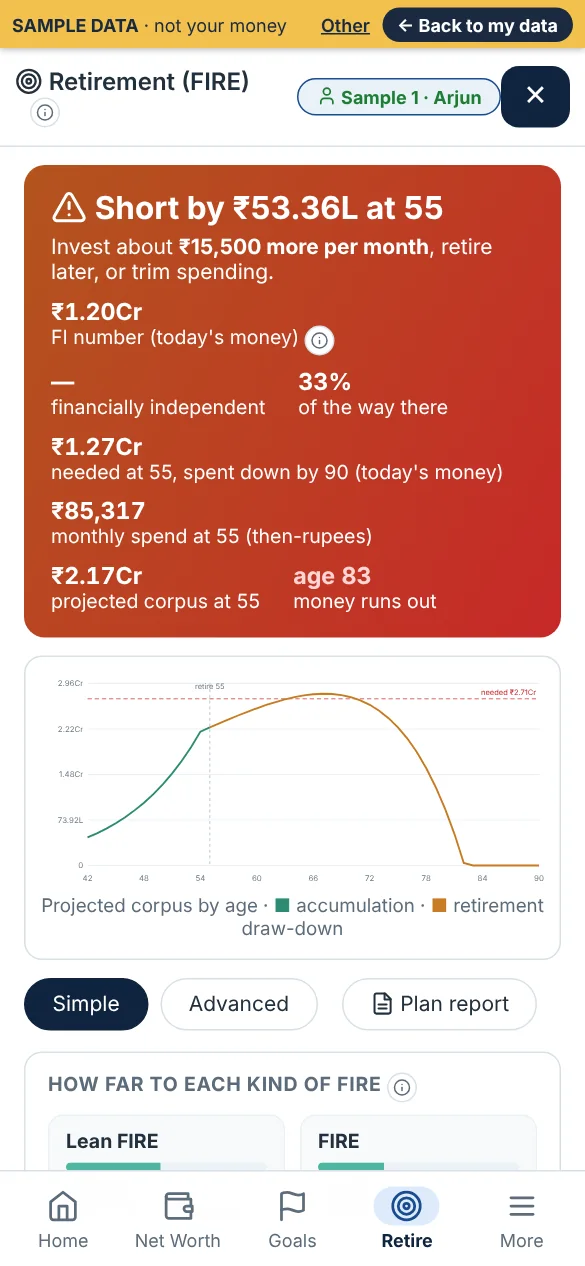 SAMPLE DATA · not your money Other ← Back to my data
Retirement (FIRE)
Sample 1 · Arjun
Short by ₹53.36L at 55
Invest about ₹15,500 more per month, retire
later, or trim spending.
₹1.20Cr
FI number (today's money)
— 33%
financially independent of the way there
₹1.27Cr
needed at 55, spent down by 90 (today's money)
₹85,317
monthly spend at 55 (then-rupees)
₹2.17Cr age 83
projected corpus at 55 money runs out
2.96Cr
retire 55
needed ₹2.71Cr
2.22Cr
1.48Cr
73.92L
0
42 48 54 60 66 72 78 84 90
Projected corpus by age · accumulation · retirement
draw-down
Simple Advanced Plan report
HOW FAR TO EACH KIND OF FIRE
Lean FIRE FIRE
Home Net Worth Goals Retire More